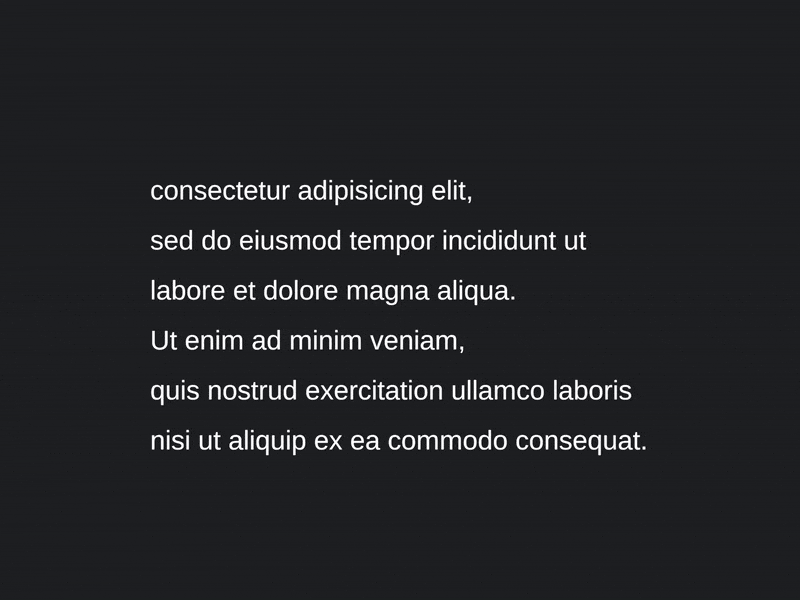 consectetur adipisicing elit,
sed do eiusmod tempor incididunt ut
labore et dolore magna aliqua.
Ut enim ad minim veniam,
quis nostrud exercitation ullamco laboris
nisi ut aliquip ex ea commodo consequat.